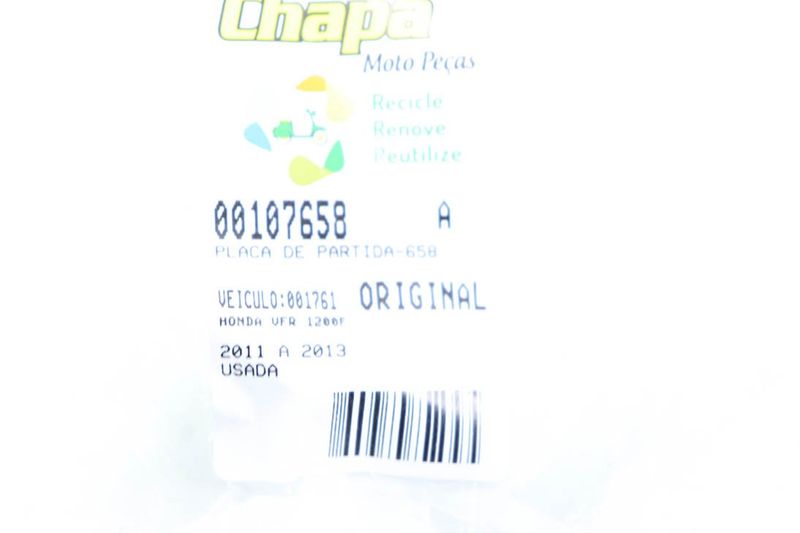 Chapa
Moto Peças
Recicle
Renove
Reutilize
00107658 A
PLACA DE PARTIDA-658
VEICULO:001761 ORIGINAL
HONDA VFR 1200F
2011 A 2013
USADA